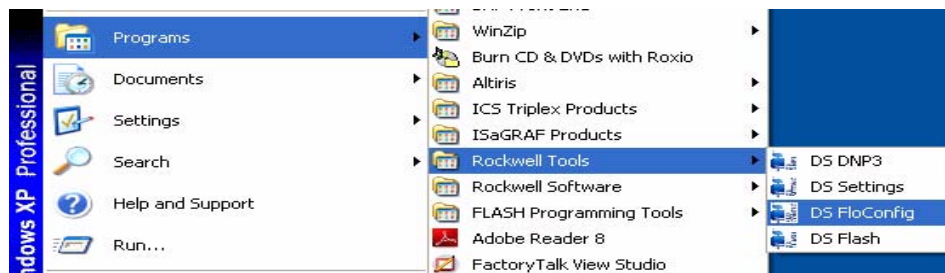 ndows XP Professional
Programs
Documents
Settings
Search
Help and Support
Run...
WinZip
Burn CD & DVDs with Roxio
Altiris
ICS Triplex Products
ISaGRAF Products
Rockwell Tools
Rockwell Software
FLASH Programming Tools
Adobe Reader 8
FactoryTalk View Studio
DS DNP3
DS Settings
DS FloConfig
DS Flash